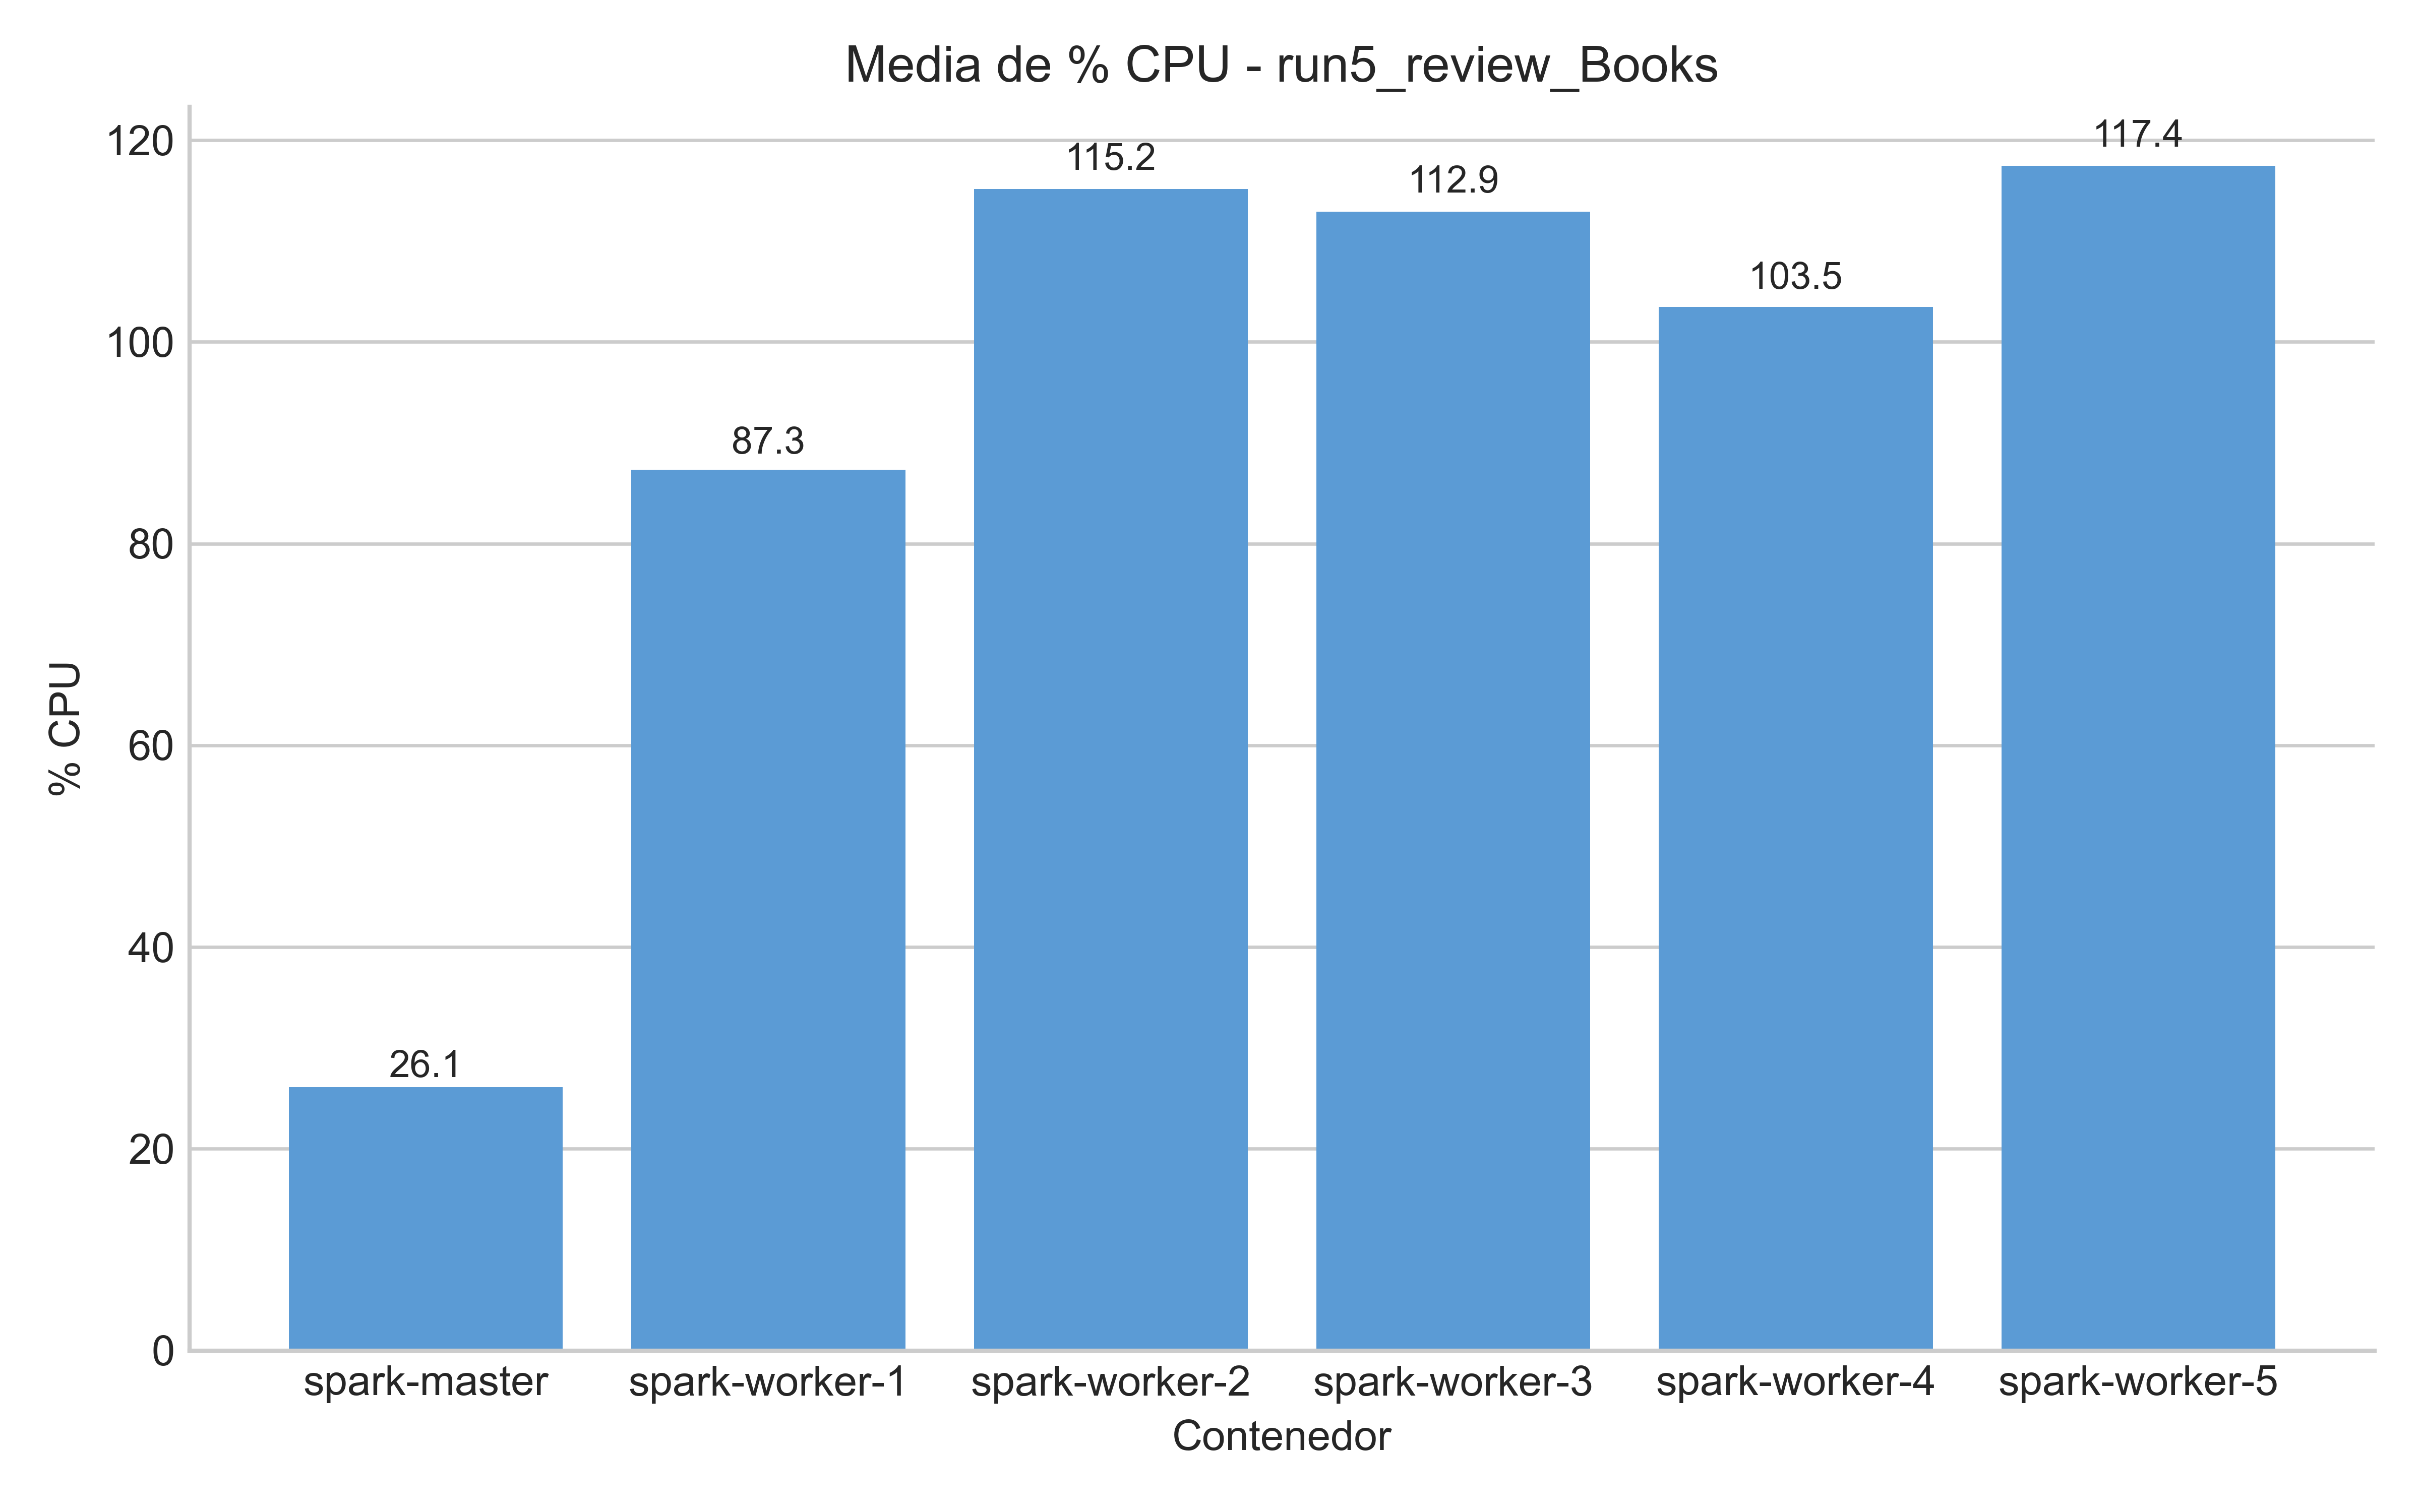 Media de % CPU - run5_review_Books
% CPU
120
100
80
60
40
20
0
26.1
87.3
115.2
112.9
103.5
117.4
spark-master
spark-worker-1
spark-worker-2
spark-worker-3
spark-worker-4
spark-worker-5
Contenedor